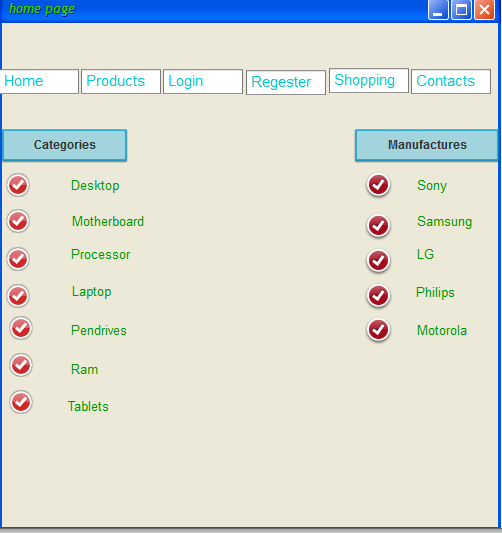 home page
Home Products Login Regester Shopping Contacts
Categories Manufactures
Desktop Sony
Motherboard Samsung
Processor LG
Laptop Philips
Pendrives Motorola
Ram
Tablets